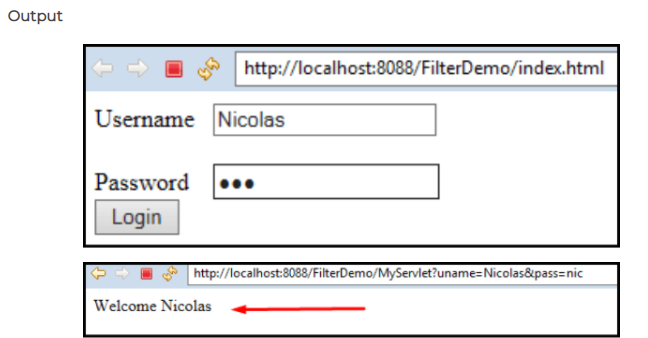 Output
http://localhost:8088/FilterDemo/index.html
Username Nicolas
Password ●●●
Login
http://localhost:8088/FilterDemo/MyServlet?uname=Nicolas&pass=nic
Welcome Nicolas